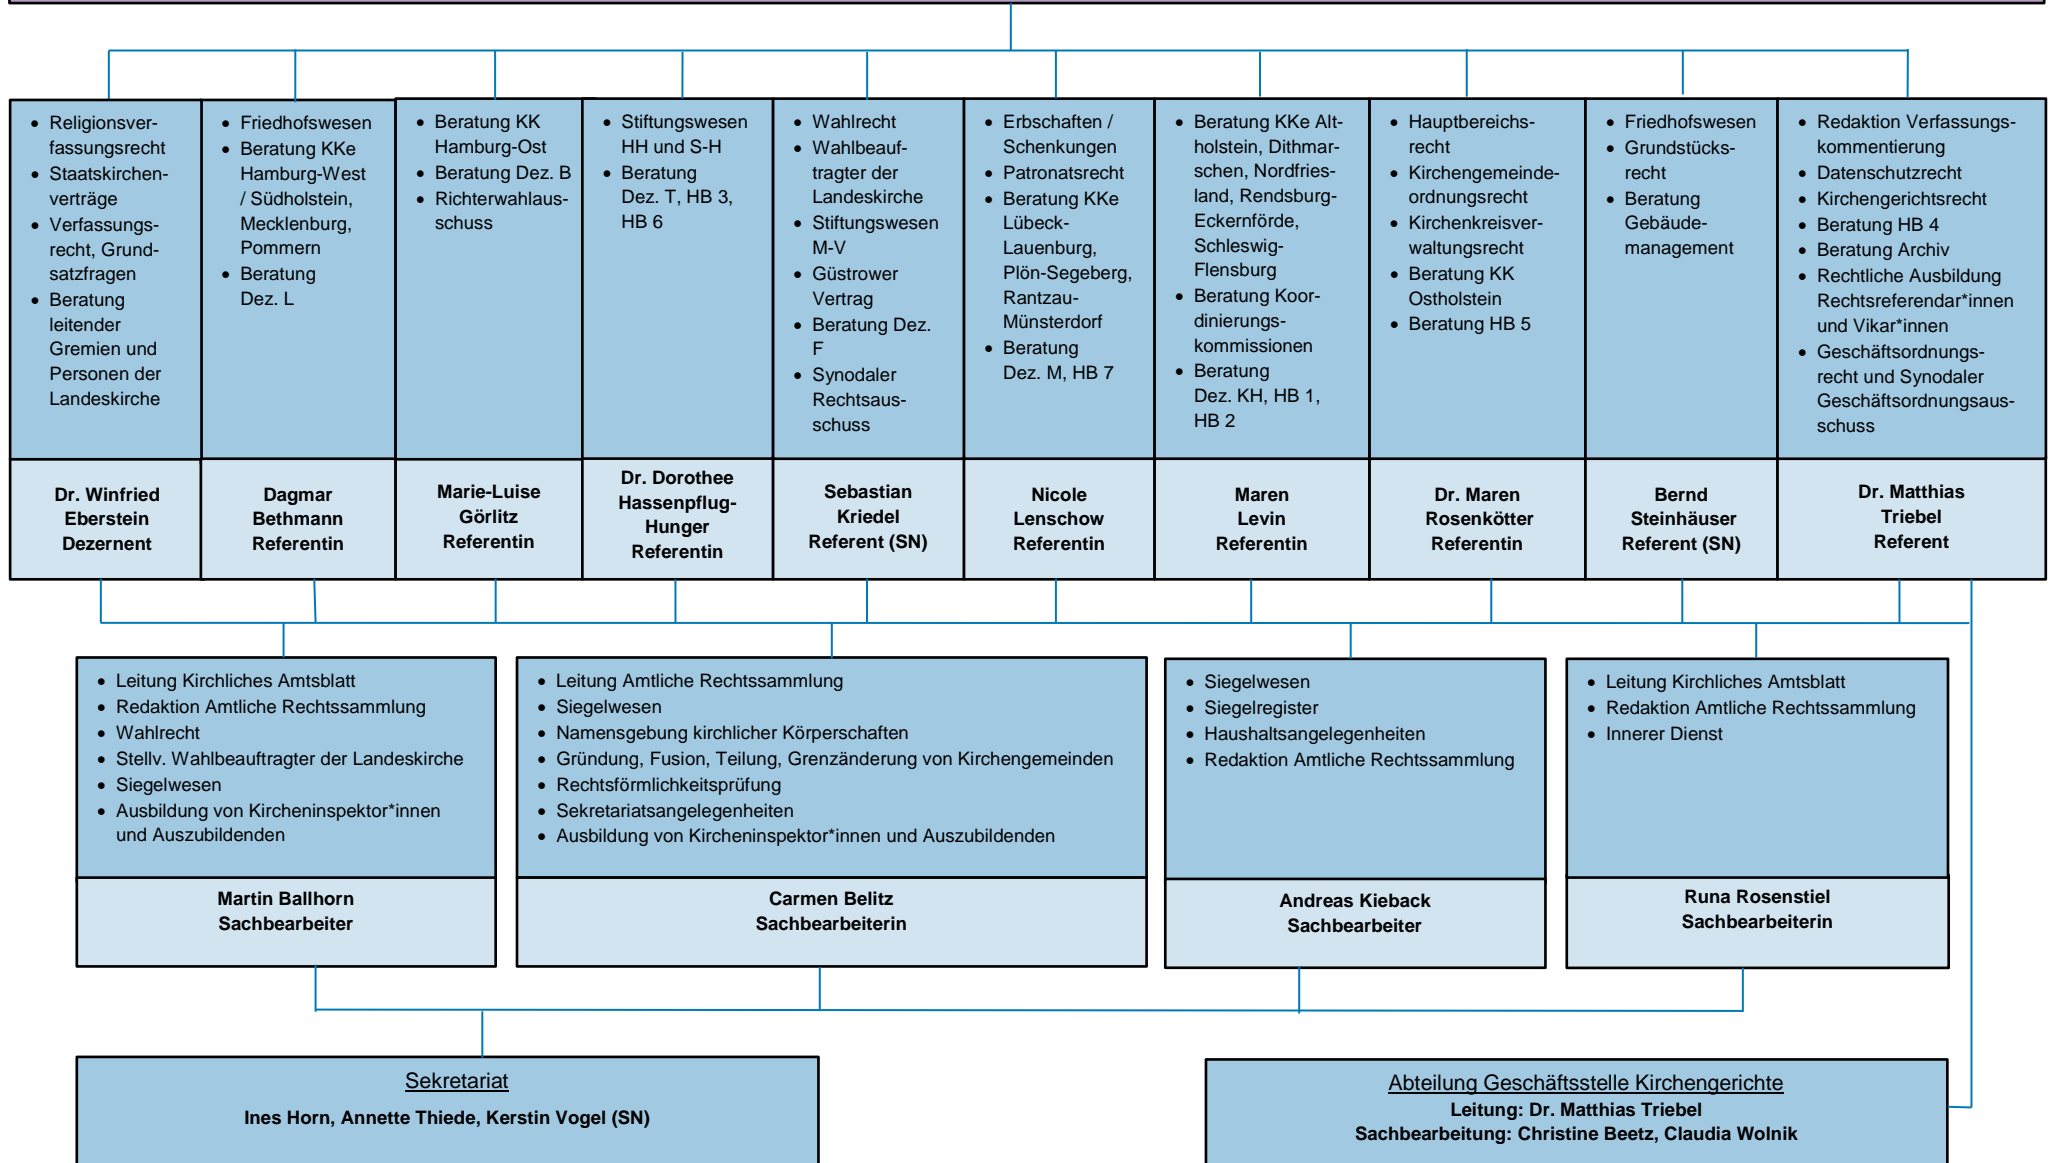 • Religionsver-
fassungsrecht
• Staatskirchen-
verträge
• Verfassungs-
recht, Grund-
satzfragen
• Beratung
leitender
Gremien und
Personen der
Landeskirche
Dr. Winfried
Eberstein
Dezernent
• Friedhofswesen
• Beratung KKe
Hamburg-West
/ Südholstein,
Mecklenburg,
Pommern
• Beratung
Dez. L
Dagmar
Bethmann
Referentin
• Beratung KK
Hamburg-Ost
• Beratung Dez. B
• Richterwahlaus-
schuss
Marie-Luise
Görlitz
Referentin
• Stiftungswesen
HH und S-H
• Beratung
Dez. T, HB 3,
HB 6
Dr. Dorothee
Hassenpflug-
Hunger
Referentin
• Wahlrecht
• Wahlbeauf-
tragter der
Landeskirche
• Stiftungswesen
M-V
• Güstrower
Vertrag
• Beratung Dez.
F
• Synodaler
Rechtsaus-
schuss
Sebastian
Kriedel
Referent (SN)
• Erbschaften /
Schenkungen
• Patronatsrecht
• Beratung KKe
Lübeck-
Lauenburg,
Plön-Segeberg,
Rantzau-
Münsterdorf
• Beratung
Dez. M, HB 7
Nicole
Lenschow
Referentin
• Beratung KKe Alt-
holstein, Dithmar-
schen, Nordfries-
land, Rendsburg-
Eckernförde,
Schleswig-
Flensburg
• Beratung Koor-
dinierungs-
kommissionen
• Beratung
Dez. KH, HB 1,
HB 2
Maren
Levin
Referentin
• Hauptbereichs-
recht
• Kirchengemeinde-
ordnungsrecht
• Kirchenkreisver-
waltungsrecht
• Beratung KK
Ostholstein
• Beratung HB 5
Dr. Maren
Rosenkötter
Referentin
• Friedhofswesen
• Grundstücks-
recht
• Beratung
Gebäude-
management
Bernd
Steinhäuser
Referent (SN)
• Redaktion Verfassungs-
kommentierung
• Datenschutzrecht
• Kirchengerichtsrecht
• Beratung HB 4
• Beratung Archiv
• Rechtliche Ausbildung
Rechtsreferendar*innen
und Vikar*innen
• Geschäftsordnungs-
recht und Synodaler
Geschäftsordnungsaus-
schuss
Dr. Matthias
Triebel
Referent
• Leitung Kirchliches Amtsblatt
• Redaktion Amtliche Rechtssammlung
• Wahlrecht
• Stellv. Wahlbeauftragter der Landeskirche
• Siegelwesen
• Ausbildung von Kircheninspektor*innen
und Auszubildenden
Martin Ballhorn
Sachbearbeiter
• Leitung Amtliche Rechtssammlung
• Siegelwesen
• Namensgebung kirchlicher Körperschaften
• Gründung, Fusion, Teilung, Grenzänderung von Kirchengemeinden
• Rechtsförmlichkeitsprüfung
• Sekretariatsangelegenheiten
• Ausbildung von Kircheninspektor*innen und Auszubildenden
Carmen Belitz
Sachbearbeiterin
• Siegelwesen
• Siegelregister
• Haushaltsangelegenheiten
• Redaktion Amtliche Rechtssammlung
Andreas Kieback
Sachbearbeiter
• Leitung Kirchliches Amtsblatt
• Redaktion Amtliche Rechtssammlung
• Innerer Dienst
Runa Rosenstiel
Sachbearbeiterin
Sekretariat
Ines Horn, Annette Thiede, Kerstin Vogel (SN)
Abteilung Geschäftsstelle Kirchengerichte
Leitung: Dr. Matthias Triebel
Sachbearbeitung: Christine Beetz, Claudia Wolnik